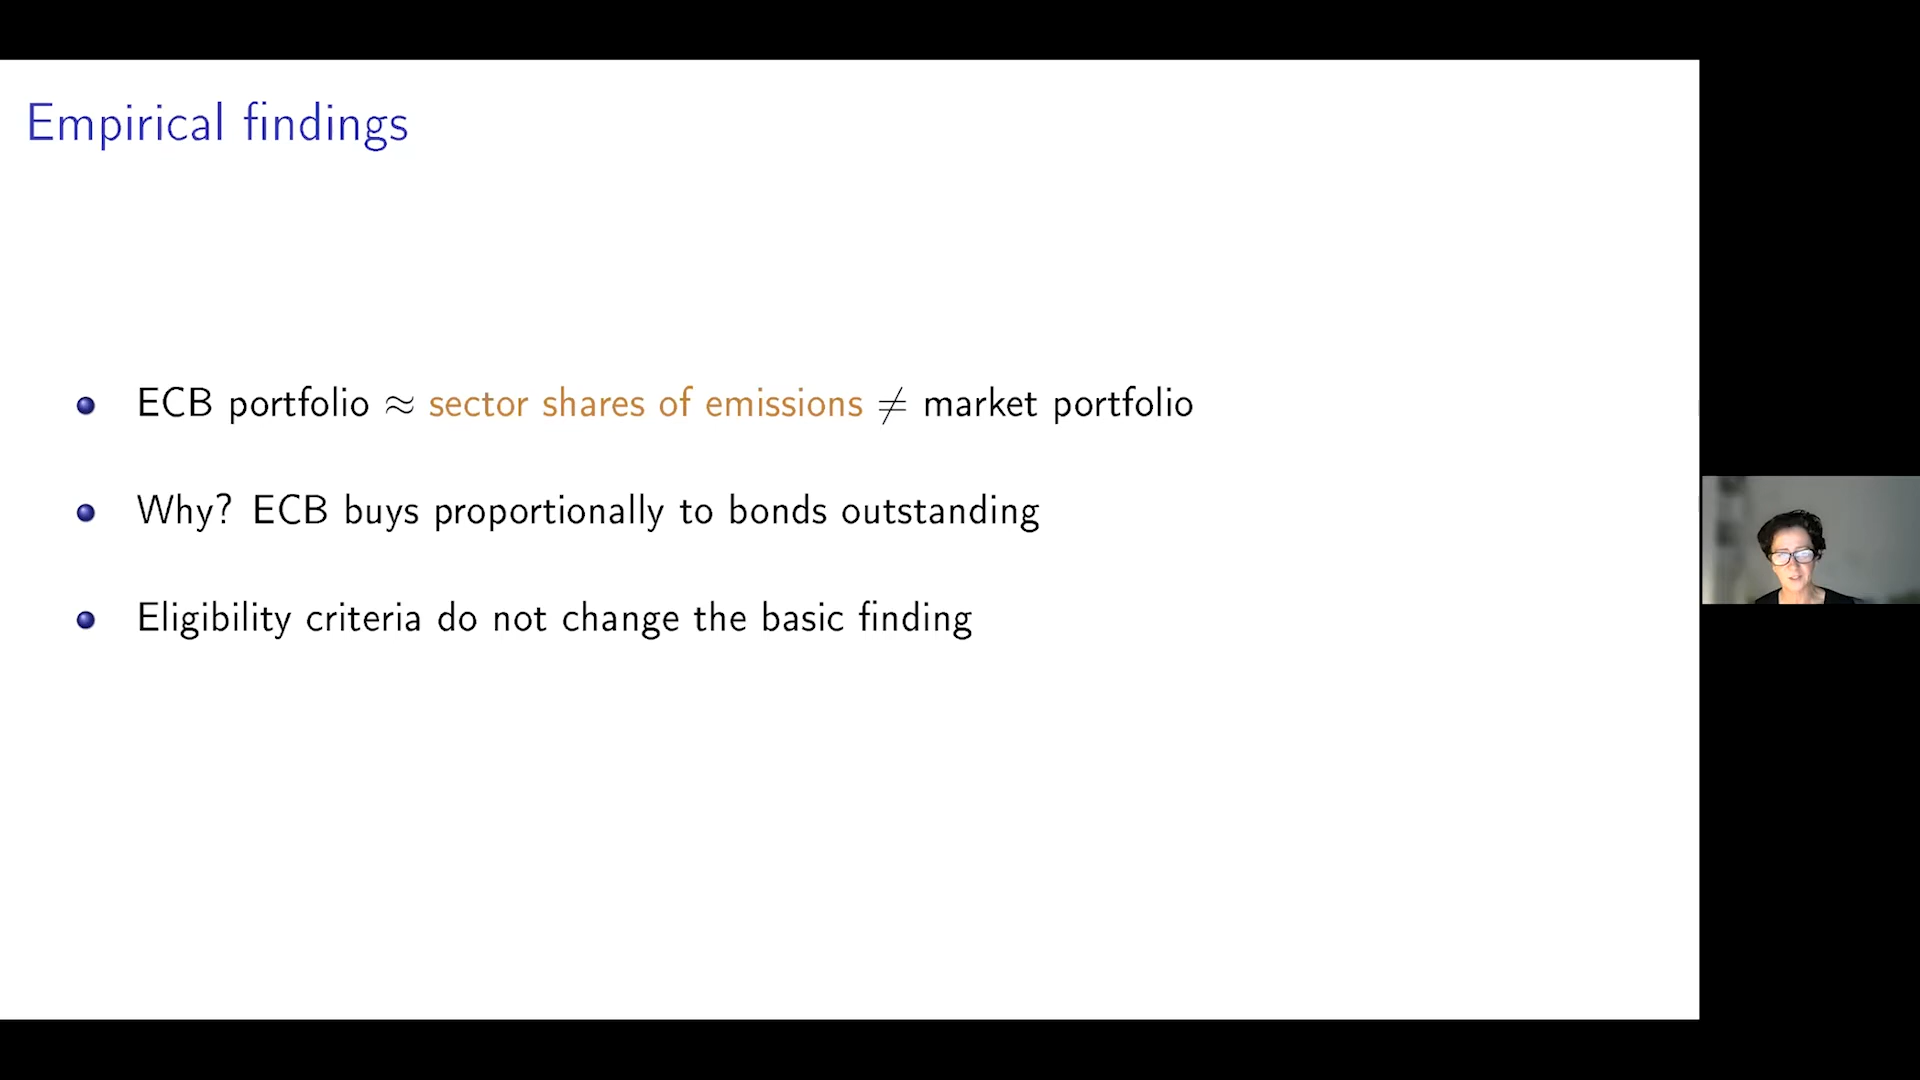 Empirical findings
ECB portfolio ≈ sector shares of emissions ≠ market portfolio
Why? ECB buys proportionally to bonds outstanding
Eligibility criteria do not change the basic finding